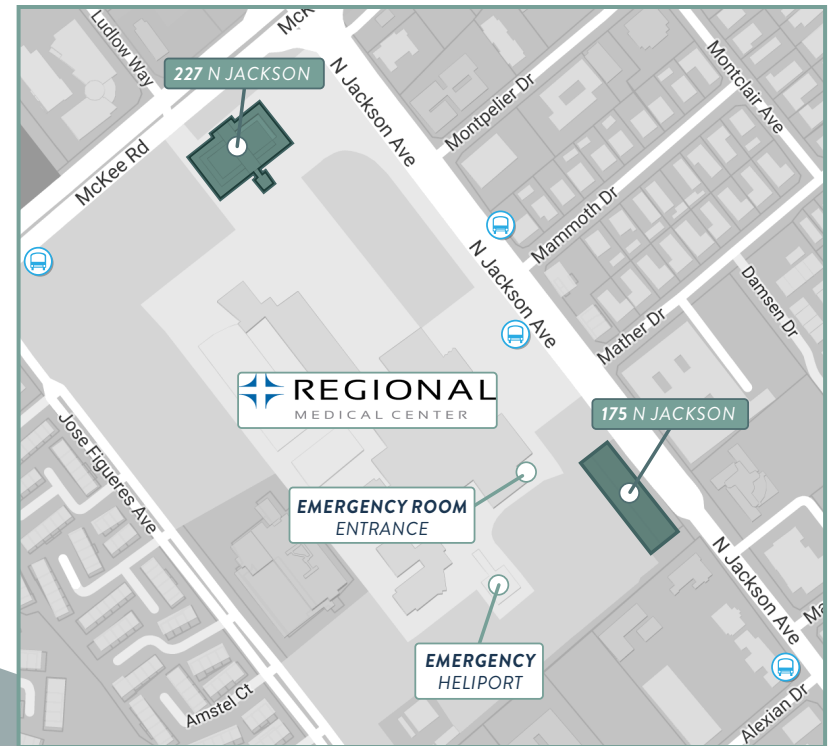 Ludlow Way
McK
227 N JACKSON
N Jackson Ave
Montpelier Dr
Montclair Ave
McKee Rd
Mammoth Dr
N Jackson Ave
Damsen Dr
Mather Dr
REGIONAL
MEDICAL CENTER
175 N JACKSON
Jose Figueres Ave
EMERGENCY ROOM
ENTRANCE
N Jackson Ave
Ma
EMERGENCY
HELIPORT
Amstel Ct
Alexian Dr